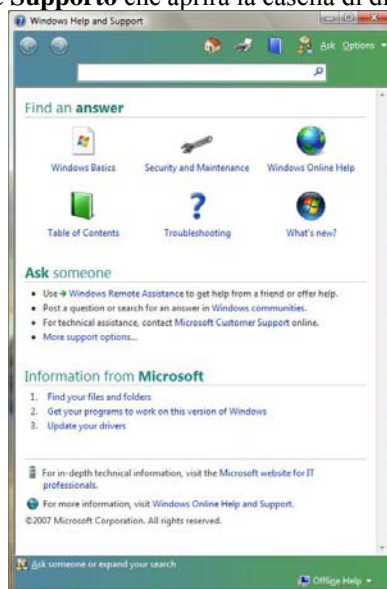 e Supporto che aprirà la casella di di
Windows Help and Support
Ask Options
Find an answer
Windows Basics Security and Maintenance Windows Online Help
Table of Contents Troubleshooting What's new?
Ask someone
• Use Windows Remote Assistance to get help from a friend or offer help.
• Post a question or search for an answer in Windows communities.
• For technical assistance, contact Microsoft Customer Support online.
• More support options...
Information from Microsoft
1. Find your files and folders
2. Get your programs to work on this version of Windows
3. Update your drivers
For in-depth technical information, visit the Microsoft website for IT
professionals.
For more information, visit Windows Online Help and Support.
©2007 Microsoft Corporation. All rights reserved.
Ask someone or expand your search
Offline Help